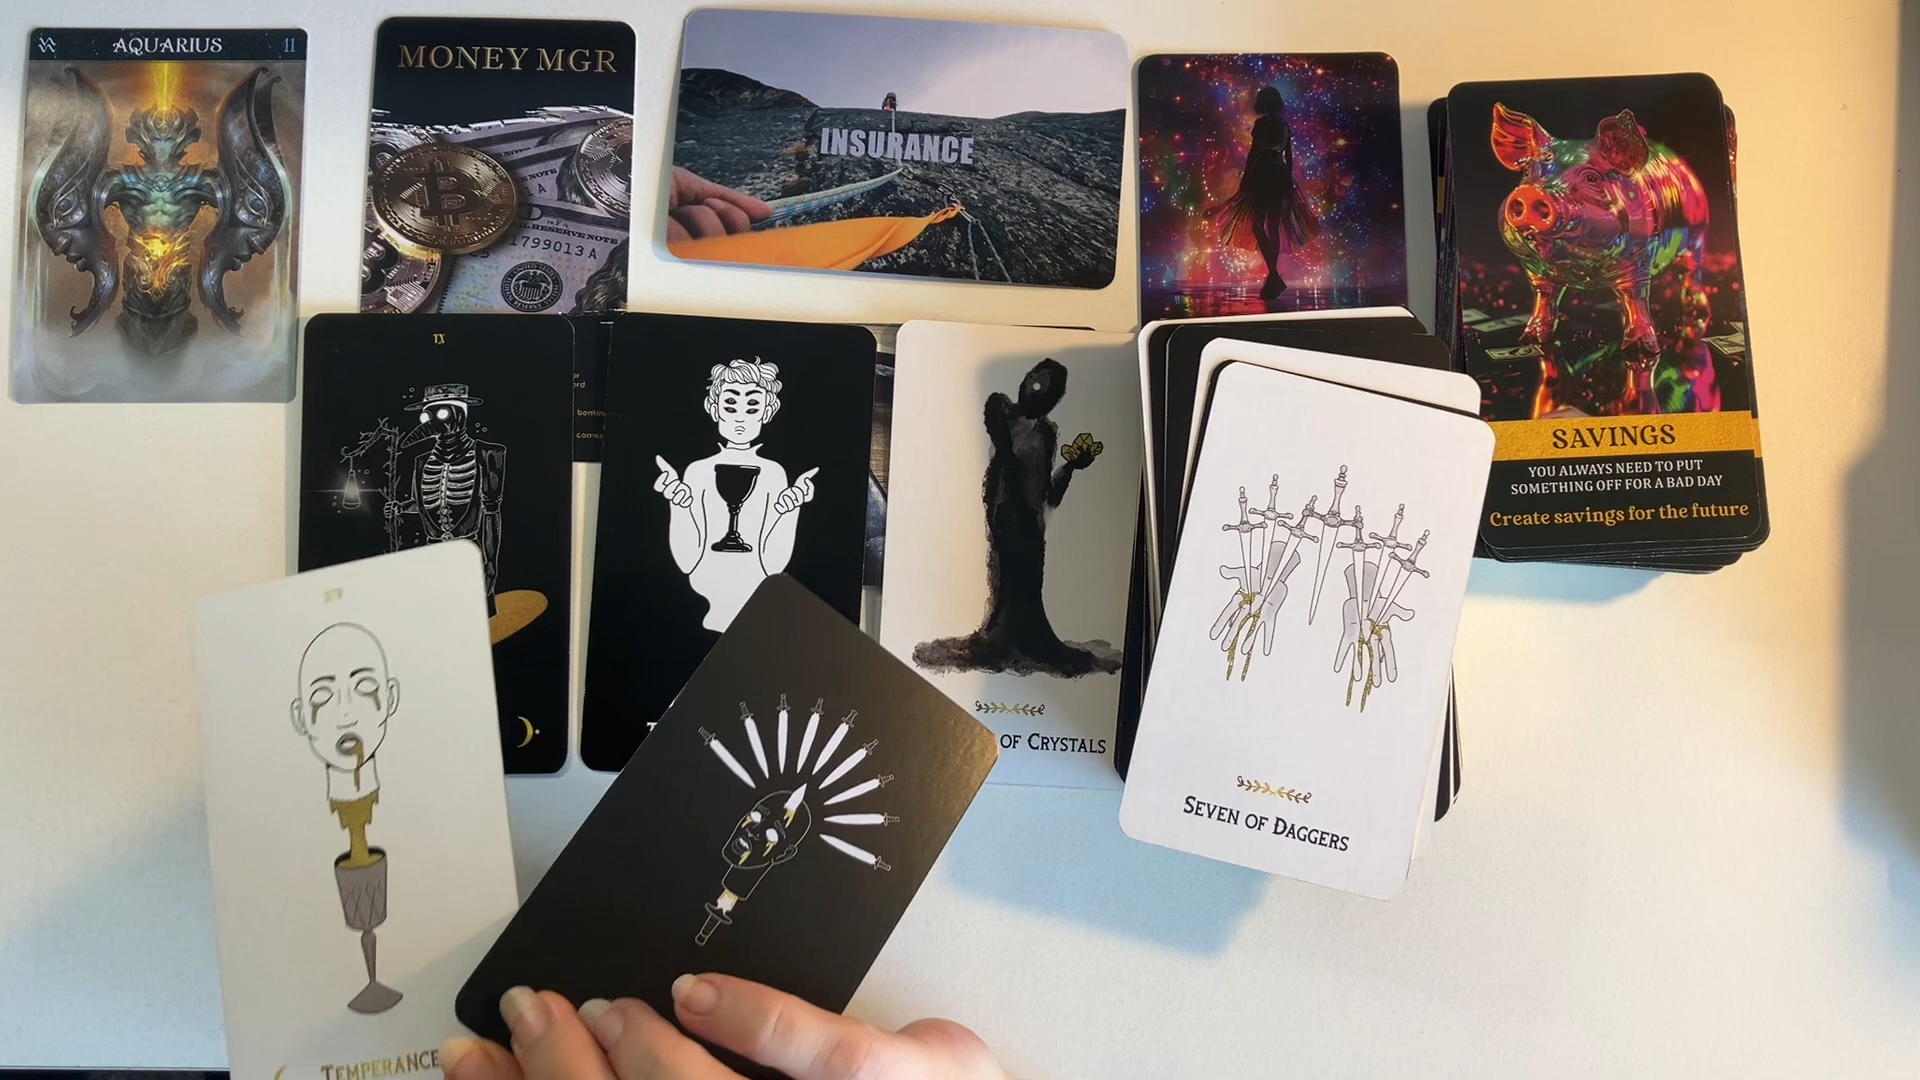 AQUARIUS 11
MONEY MGR
1799013 A
INSURANCE
SAVINGS
YOU ALWAYS NEED TO PUT
SOMETHING OFF FOR A BAD DAY
Create savings for the future
OF CRYSTALS
SEVEN OF DAGGERS
TEMPERANCE